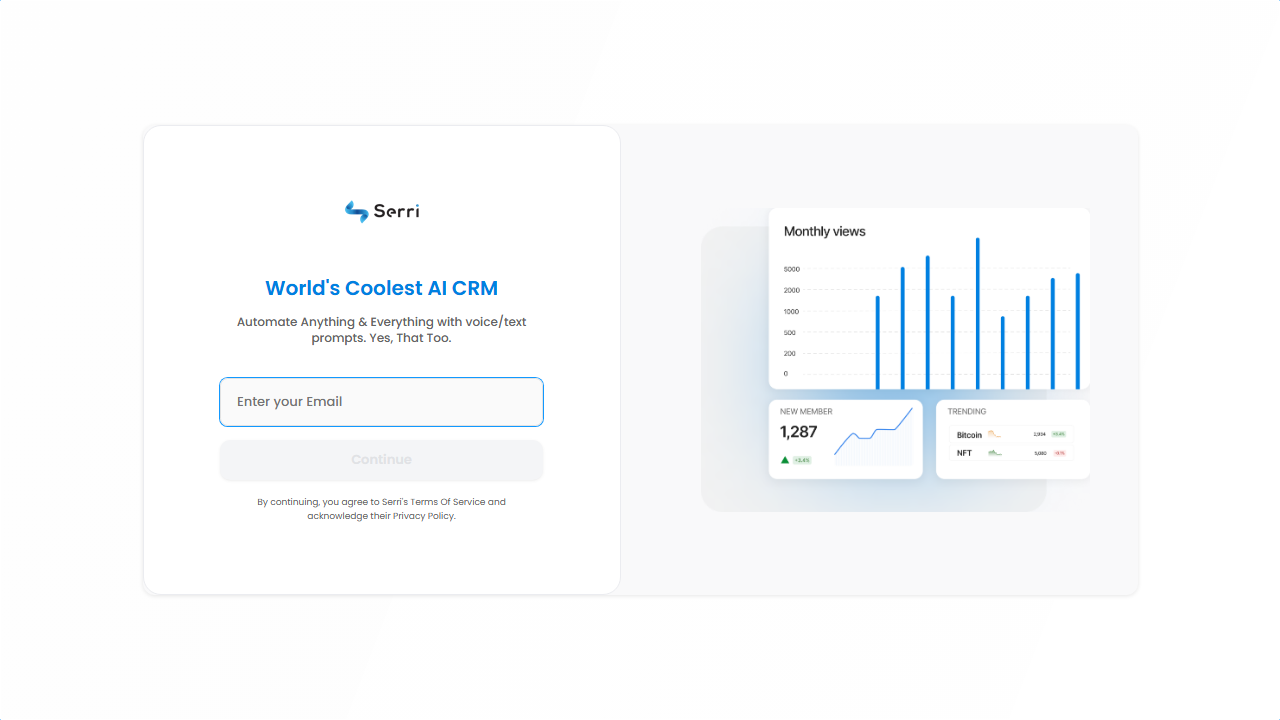 Serri
World's Coolest AI CRM
Automate Anything & Everything with voice/text
prompts. Yes, That Too.
Enter your Email
Continue
By continuing, you agree to Serri's Terms Of Service and
acknowledge their Privacy Policy.
Monthly views
5000
2000
1000
500
200
0
NEW MEMBER
1,287
+3.4%
TRENDING
Bitcoin
NFT